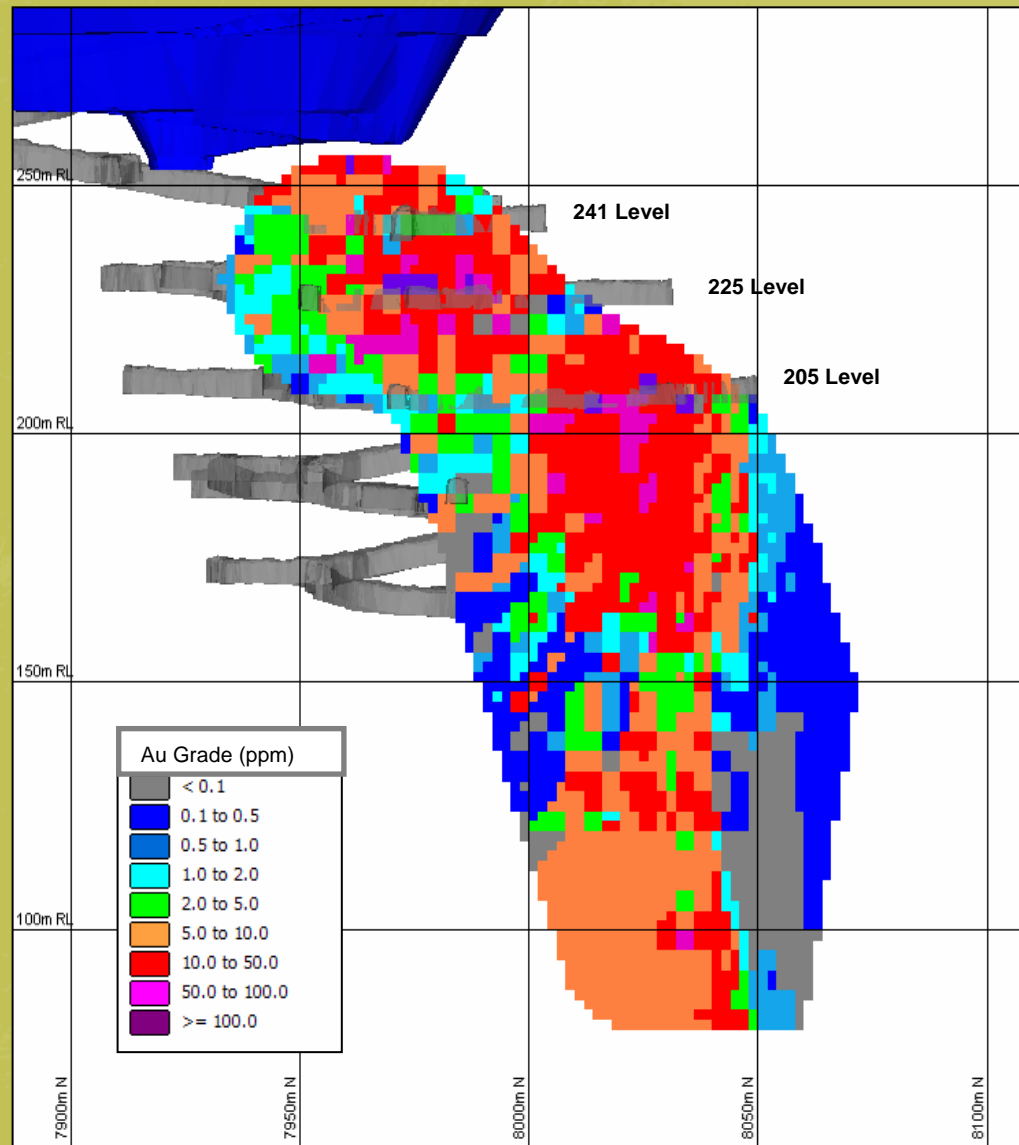 250m RL
241 Level
225 Level
205 Level
200m RL
150m RL
Au Grade (ppm)
< 0.1
0.1 to 0.5
0.5 to 1.0
1.0 to 2.0
2.0 to 5.0
5.0 to 10.0
10.0 to 50.0
50.0 to 100.0
>= 100.0
100m RL
7900m N
7950m N
8000m N
8050m N
8100m N